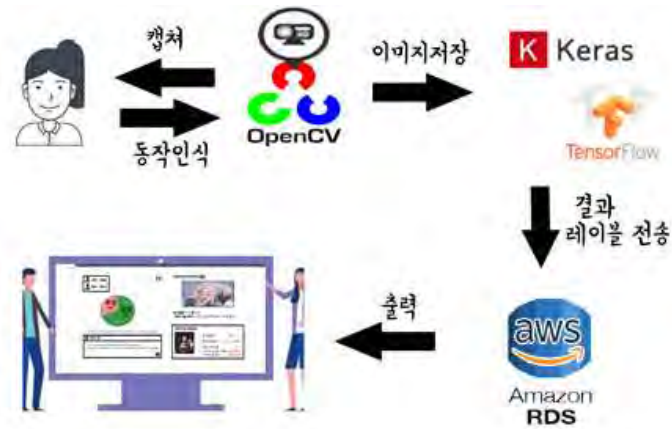 캡쳐
이미지저장
K Keras
OpenCV
TensorFlow
동작인식
결과
레이블 전송
출력
aws
Amazon
RDS